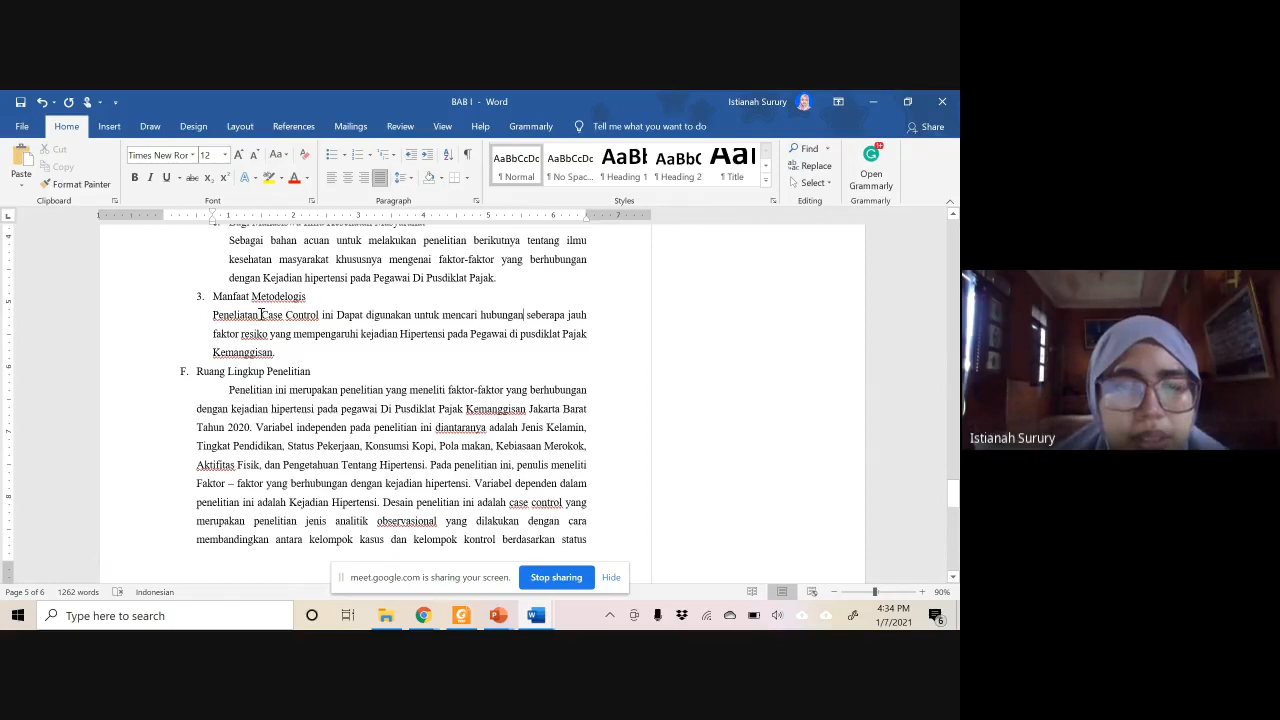 BAB I - Word
Istianah Surury
File Home Insert Draw Design Layout References Mailings Review View Help Grammarly Tell me what you want to do Share
Paste
Cut
Copy
Format Painter
Clipboard
Times New Ror 12
Font
Paragraph
AaBbCcDc AaBbCcDc AaBbC AaBbC AaI
¶ Normal ¶ No Spac... ¶ Heading 1 ¶ Heading 2 ¶ Title
Styles
Find
Replace
Select
Editing
Open Grammarly
Grammarly
Sebagai bahan acuan untuk melakukan penelitian berikutnya tentang ilmu
kesehatan masyarakat khususnya mengenai faktor-faktor yang berhubungan
dengan Kejadian hipertensi pada Pegawai Di Pusdiklat Pajak.
3. Manfaat Metodelogis
Peneliatan Case Control ini Dapat digunakan untuk mencari hubungan seberapa jauh
faktor resiko yang mempengaruhi kejadian Hipertensi pada Pegawai di pusdiklat Pajak
Kemanggisan.
F. Ruang Lingkup Penelitian
Penelitian ini merupakan penelitian yang meneliti faktor-faktor yang berhubungan
dengan kejadian hipertensi pada pegawai Di Pusdiklat Pajak Kemanggisan Jakarta Barat
Tahun 2020. Variabel independen pada penelitian ini diantaranya adalah Jenis Kelamin,
Tingkat Pendidikan, Status Pekerjaan, Konsumsi Kopi, Pola makan, Kebiasaan Merokok,
Aktifitas Fisik, dan Pengetahuan Tentang Hipertensi. Pada penelitian ini, penulis meneliti
Faktor – faktor yang berhubungan dengan kejadian hipertensi. Variabel dependen dalam
penelitian ini adalah Kejadian Hipertensi. Desain penelitian ini adalah case control yang
merupakan penelitian jenis analitik observasional yang dilakukan dengan cara
membandingkan antara kelompok kasus dan kelompok kontrol berdasarkan status
meet.google.com is sharing your screen. Stop sharing Hide
Page 5 of 6 1262 words Indonesian 90%
Type here to search
4:34 PM
1/7/2021
6
Istianah Surury